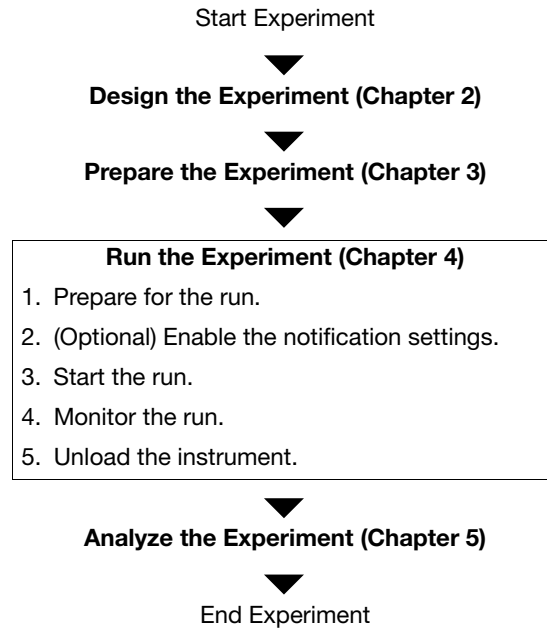 Start Experiment
Design the Experiment (Chapter 2)
Prepare the Experiment (Chapter 3)
Run the Experiment (Chapter 4)
1. Prepare for the run.
2. (Optional) Enable the notification settings.
3. Start the run.
4. Monitor the run.
5. Unload the instrument.
Analyze the Experiment (Chapter 5)
End Experiment